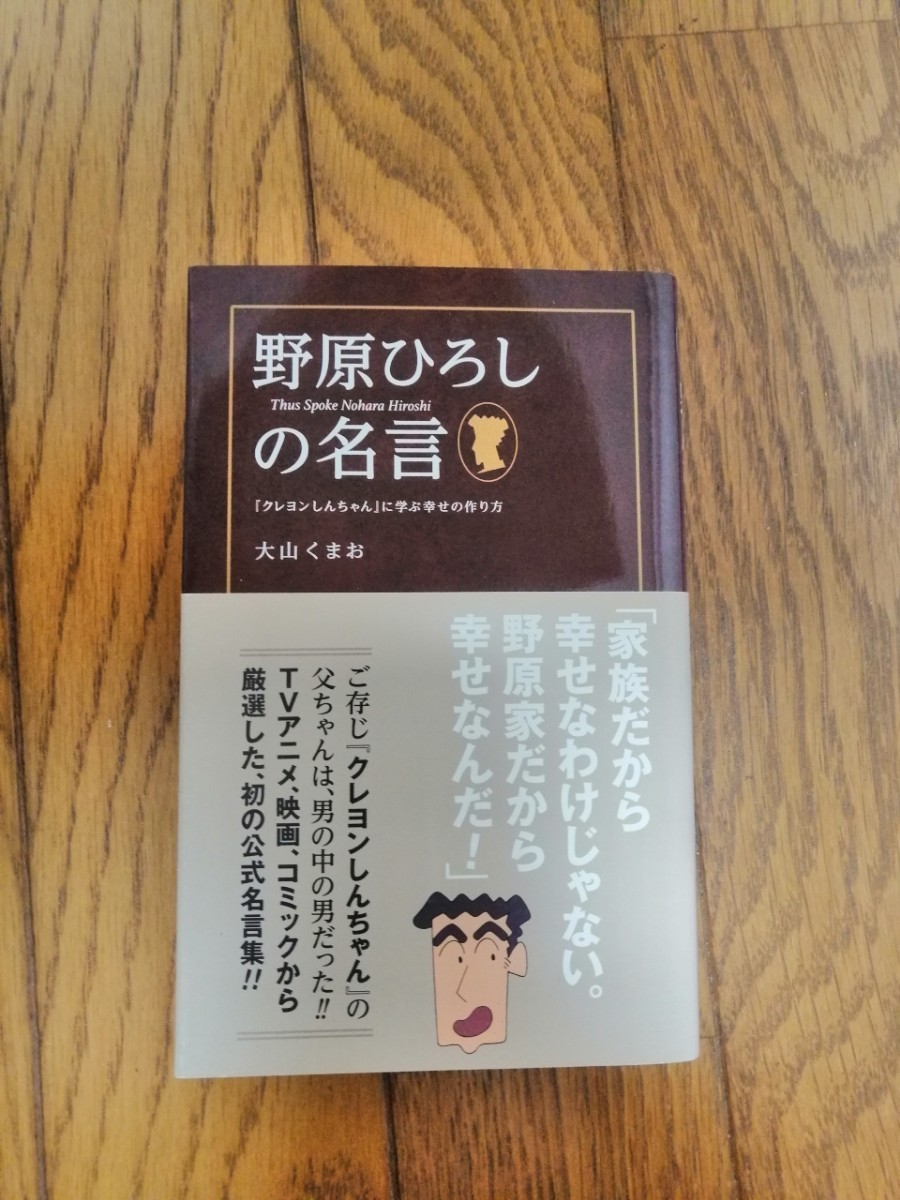 野原ひろし
Thus Spoke Nohara Hiroshi
の名言
『クレヨンしんちゃん』に学ぶ幸せの作り方
大山くまお
「家族だから
幸せなわけじゃない。
野原家だから
幸せなんだ！」
ご存じ『クレヨンしんちゃん』の
父ちゃんは、男の中の男だった!!
TVアニメ、映画、コミックから
厳選した、初の公式名言集!!